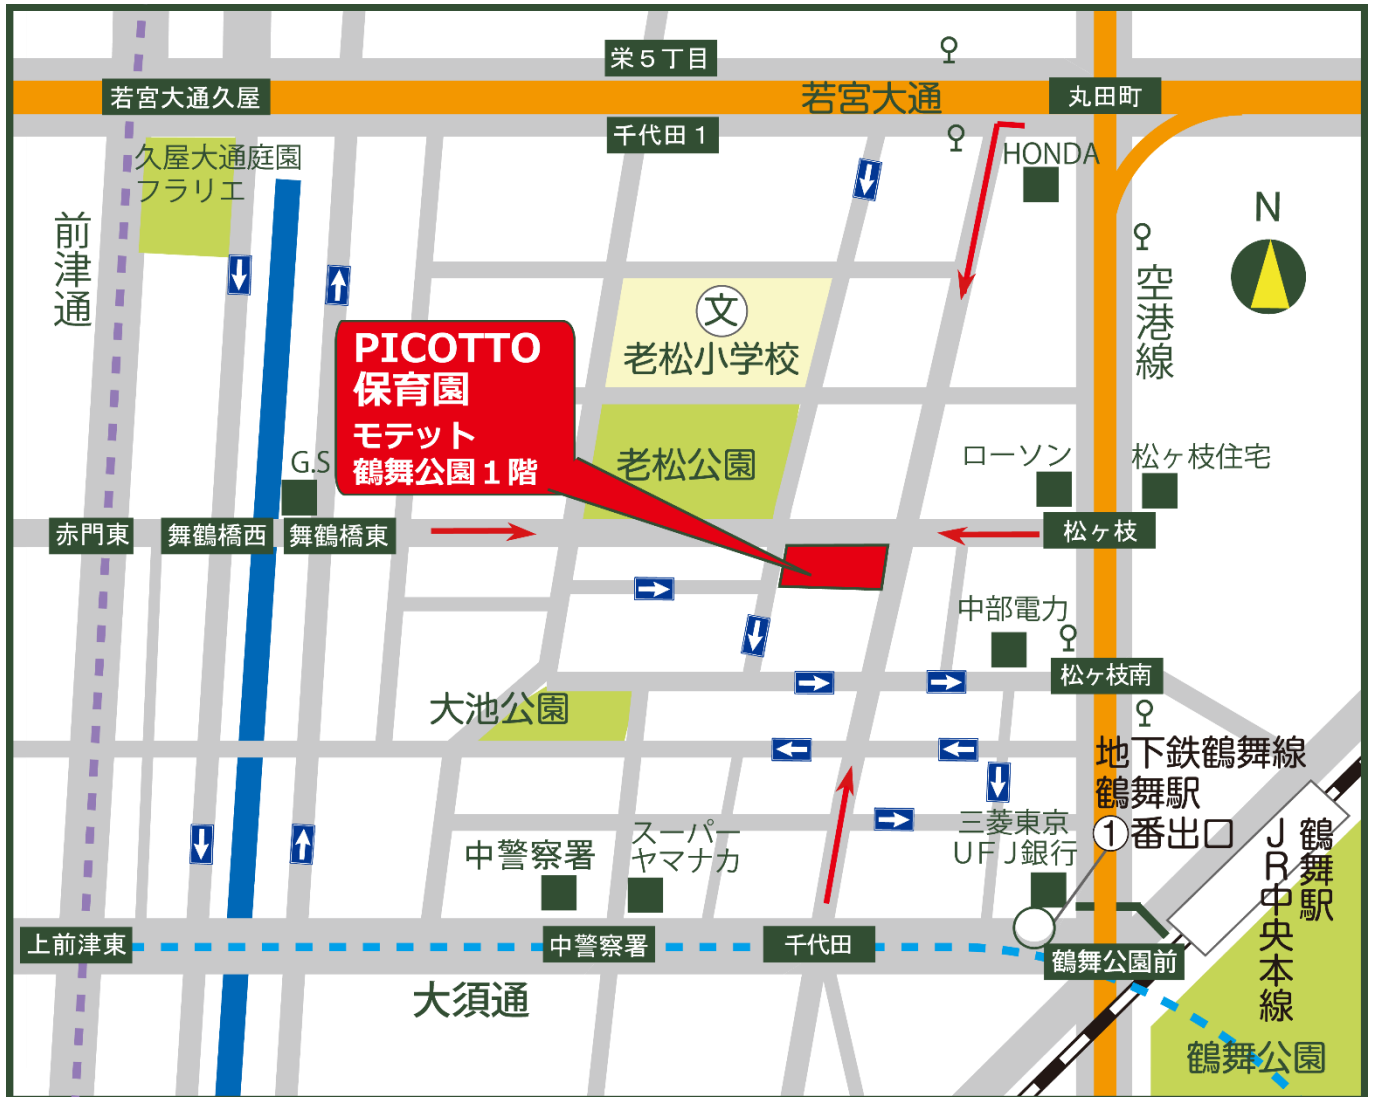 栄５丁目
若宮大通久屋
若宮大通
丸田町
千代田１
久屋大通庭園
フラリエ
HONDA
前津通
N
空港線
文
老松小学校
PICOTTO
保育園
モテット
鶴舞公園１階
G.S
老松公園
ローソン
松ヶ枝住宅
赤門東
舞鶴橋西
舞鶴橋東
松ヶ枝
中部電力
松ヶ枝南
大池公園
地下鉄鶴舞線
鶴舞駅
①番出口
三菱東京
ＵＦＪ銀行
スーパー
ヤマナカ
中警察署
鶴舞駅
ＪＲ中央本線
上前津東
中警察署
千代田
鶴舞公園前
大須通
鶴舞公園